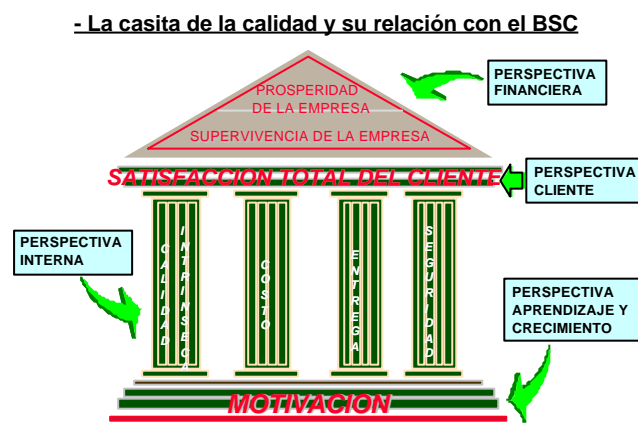 - La casita de la calidad y su relación con el BSC
PROSPERIDAD
DE LA EMPRESA
SUPERVIVENCIA DE LA EMPRESA
PERSPECTIVA
FINANCIERA
SATISFACCION TOTAL DEL CLIENTE
PERSPECTIVA
CLIENTE
PERSPECTIVA
INTERNA
CALIDAD
INTRINSECA
COSTO
ENTREGA
SEGURIDAD
PERSPECTIVA
APRENDIZAJE Y
CRECIMIENTO
MOTIVACION